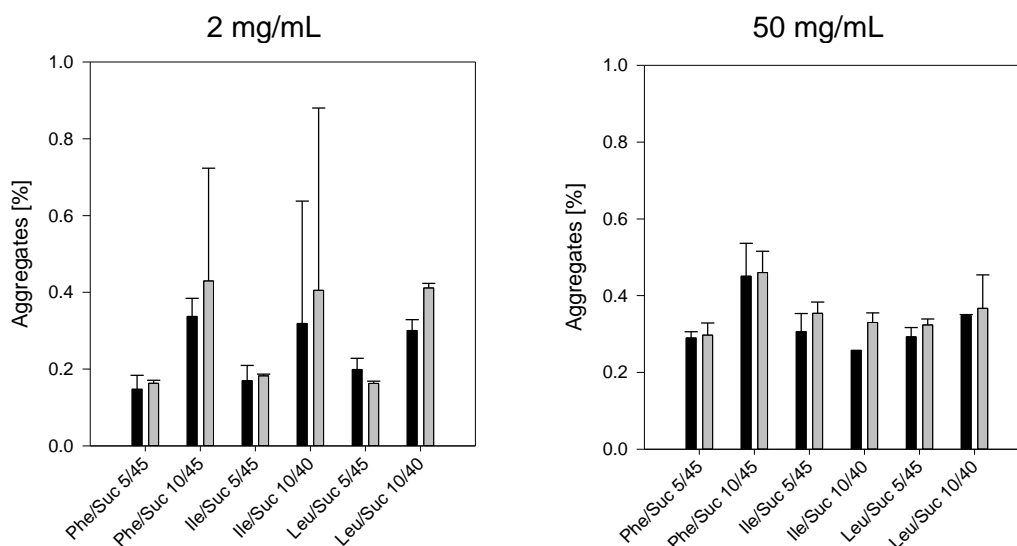 2 mg/mL
Aggregates [%]
1.0
0.8
0.6
0.4
0.2
0.0
Phe/Suc 5/45
Phe/Suc 10/45
Ile/Suc 5/45
Ile/Suc 10/40
Leu/Suc 5/45
Leu/Suc 10/40
50 mg/mL
Aggregates [%]
1.0
0.8
0.6
0.4
0.2
0.0
Phe/Suc 5/45
Phe/Suc 10/45
Ile/Suc 5/45
Ile/Suc 10/40
Leu/Suc 5/45
Leu/Suc 10/40